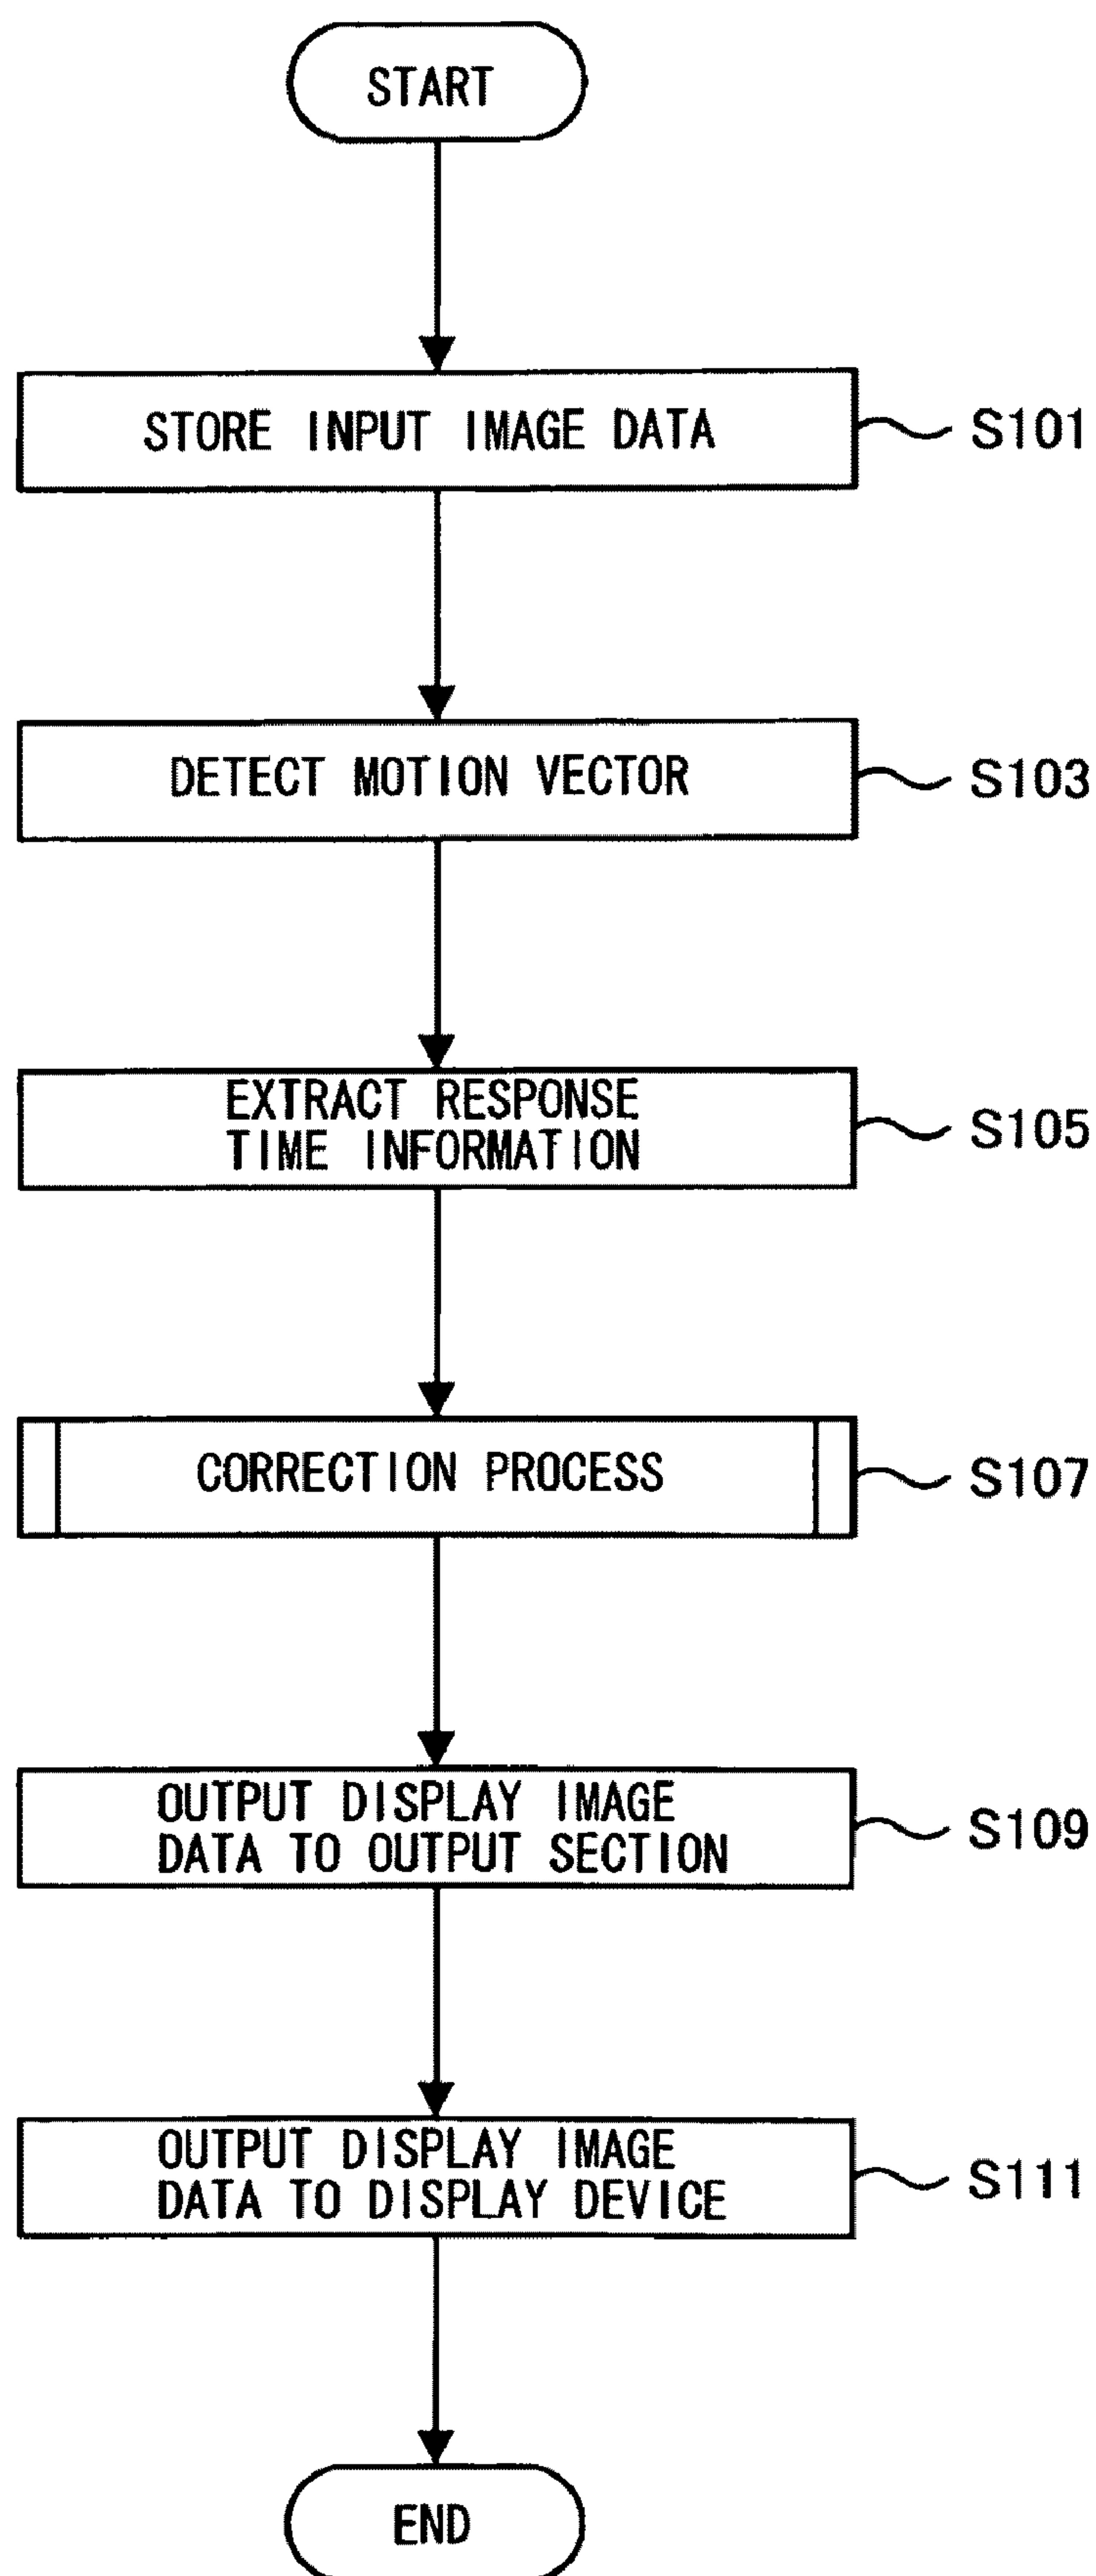 START
STORE INPUT IMAGE DATA
S101
DETECT MOTION VECTOR
S103
EXTRACT RESPONSE
TIME INFORMATION
S105
CORRECTION PROCESS
S107
OUTPUT DISPLAY IMAGE
DATA TO OUTPUT SECTION
S109
OUTPUT DISPLAY IMAGE
DATA TO DISPLAY DEVICE
S111
END